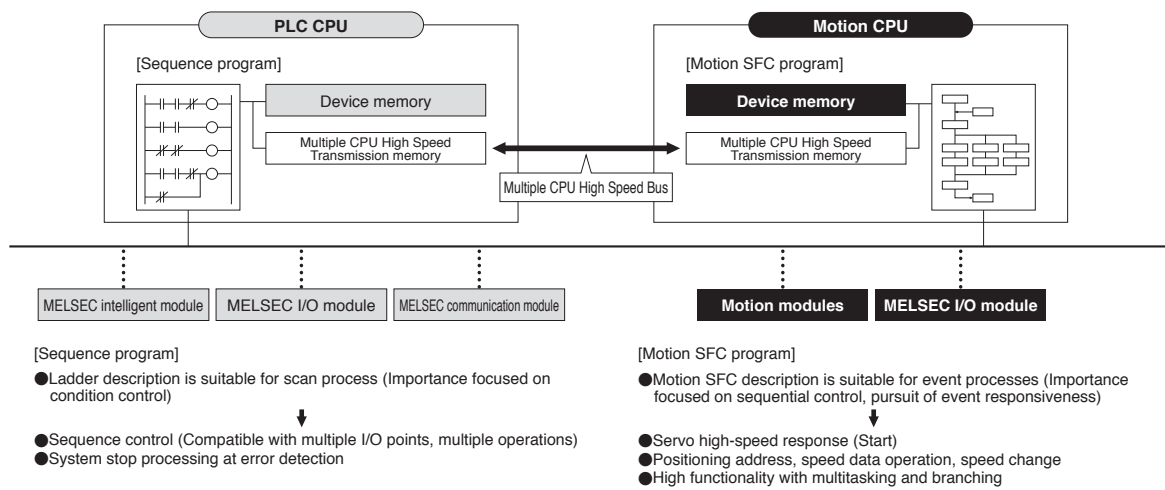 PLC CPU
[Sequence program]
Device memory
Multiple CPU High Speed
Transmission memory
Motion CPU
[Motion SFC program]
Device memory
Multiple CPU High Speed
Transmission memory
Multiple CPU High Speed Bus
MELSEC intelligent module
MELSEC I/O module
MELSEC communication module
Motion modules
MELSEC I/O module
[Sequence program]
●Ladder description is suitable for scan process (Importance focused on
condition control)
●Sequence control (Compatible with multiple I/O points, multiple operations)
●System stop processing at error detection
[Motion SFC program]
●Motion SFC description is suitable for event processes (Importance
focused on sequential control, pursuit of event responsiveness)
●Servo high-speed response (Start)
●Positioning address, speed data operation, speed change
●High functionality with multitasking and branching